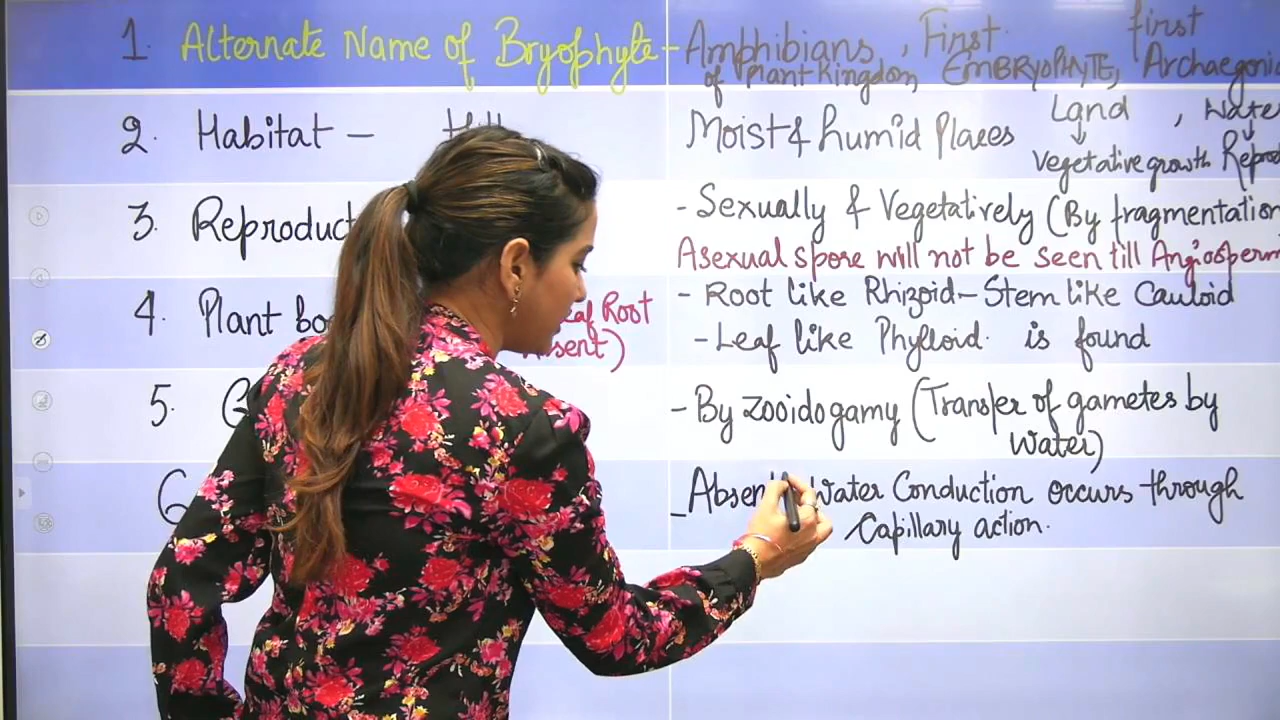 1. Alternate Name of Bryophyte - Amphibians, First first
of Plant Kingdom, EMBRYOPHYTE, Archaegoni
2. Habitat - Moist & humid Places Land, Wate
Vegetative growth Repro
3. Reproduct - Sexually & Vegetatively (By fragmentation
Asexual spore will not be seen till Angiosperm
4. Plant bo af Root - Root like Rhizoid - Stem like Cauloid
sent) - Leaf like Phylloid is found
5. - By zooidogamy (Transfer of gametes by
Water)
6 - Absen Water Conduction occurs through
Capillary action.